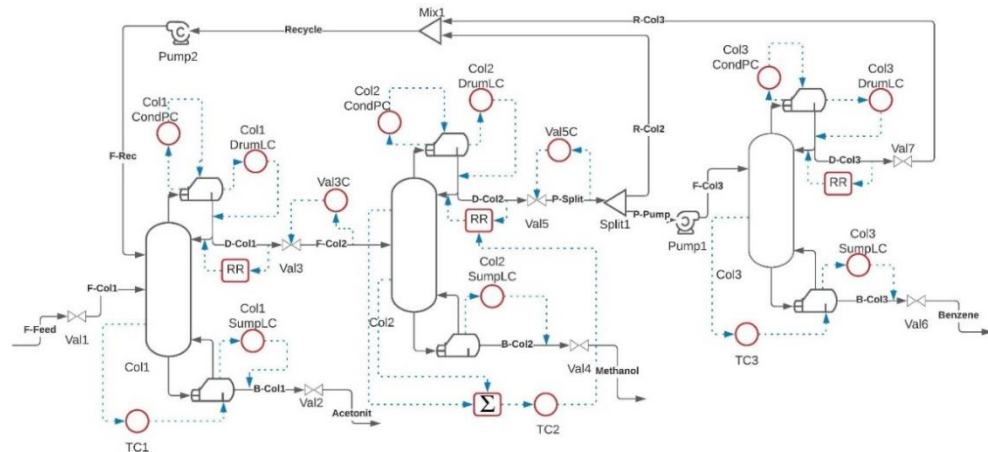 Mix1
R-Col3
Recycle
Pump2
Col3
CondPC
Col3
DrumLC
Col2
CondPC
Col2
DrumLC
Col1
CondPC
Col1
DrumLC
Val5C
R-Col2
Val7
D-Col3
RR
F-Rec
F-Col3
Val3C
D-Col2
P-Split
RR
Val5
Split1
P-Pump
Pump1
D-Col1
F-Col2
RR
Val3
Col2
SumpLC
Col3
Col3
SumpLC
F-Col1
F-Feed
Val1
Col1
SumpLC
Col2
B-Col3
Benzene
Val6
B-Col2
Val4
Methanol
Col1
TC3
B-Col1
Val2
Acetonit
Σ
TC1
TC2
C